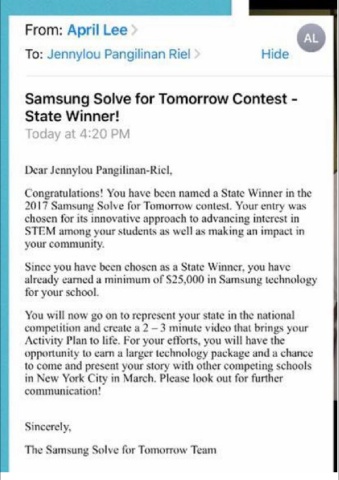 From: April Lee >
AL
To: Jennylou Pangilinan Riel >
Hide
Samsung Solve for Tomorrow Contest -
State Winner!
Today at 4:20 PM
Dear Jennylou Pangilinan-Riel,
Congratulations! You have been named a State Winner in the
2017 Samsung Solve for Tomorrow contest. Your entry was
chosen for its innovative approach to advancing interest in
STEM among your students as well as making an impact in
your community.
Since you have been chosen as a State Winner, you have
already earned a minimum of $25,000 in Samsung technology
for your school.
You will now go on to represent your state in the national
competition and create a 2 – 3 minute video that brings your
Activity Plan to life. For your efforts, you will have the
opportunity to earn a larger technology package and a chance
to come and present your story with other competing schools
in New York City in March. Please look out for further
communication!
Sincerely,
The Samsung Solve for Tomorrow Team